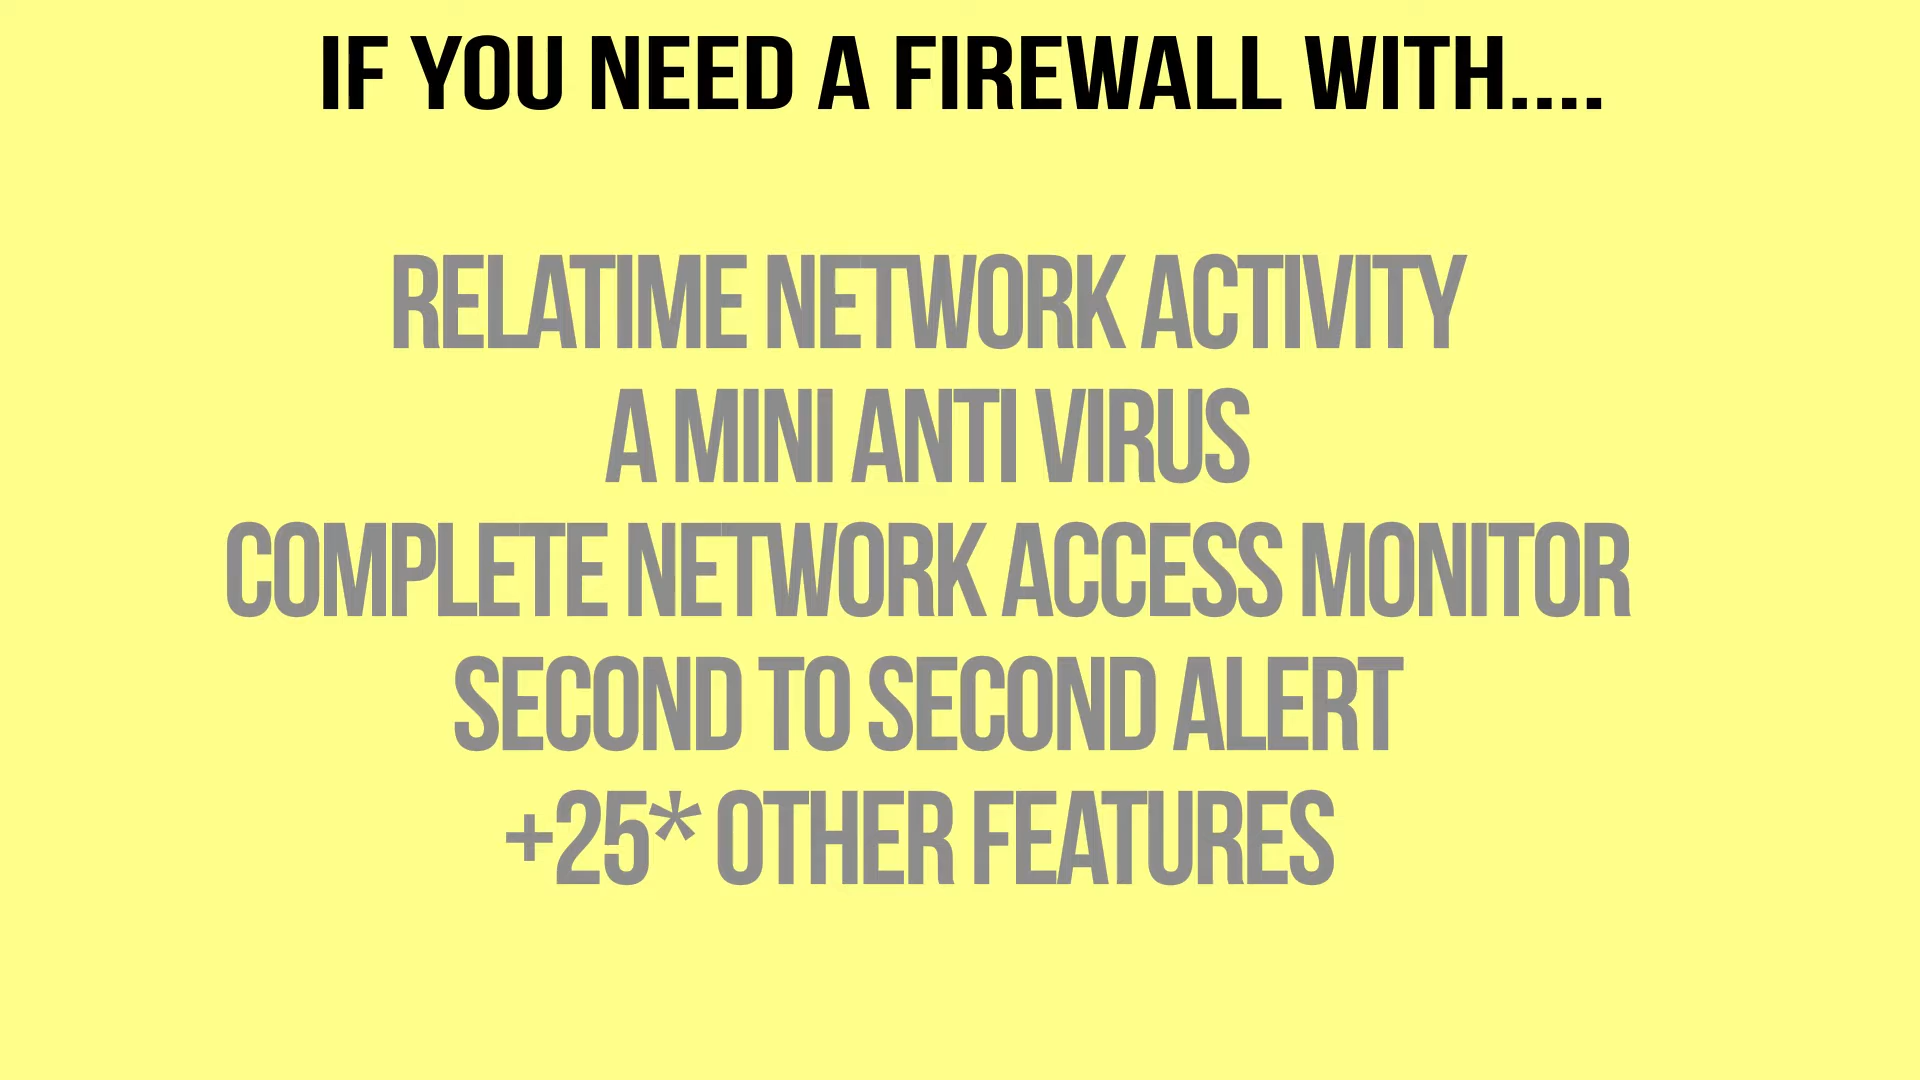 IF YOU NEED A FIREWALL WITH....
RELATIME NETWORK ACTIVITY
A MINI ANTI VIRUS
COMPLETE NETWORK ACCESS MONITOR
SECOND TO SECOND ALERT
+25* OTHER FEATURES